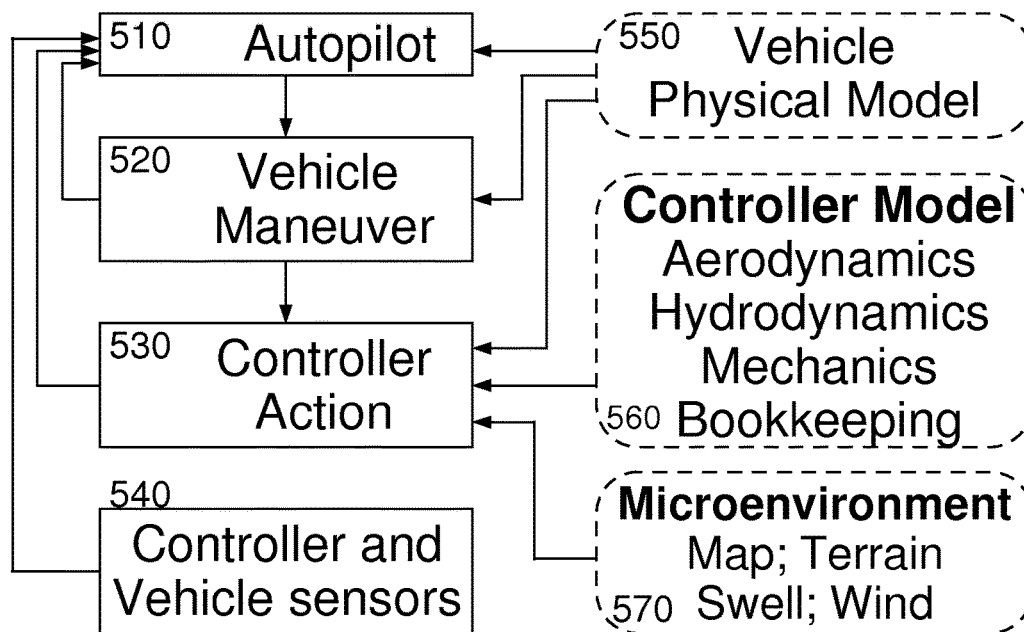 510 Autopilot
520 Vehicle
Maneuver
530 Controller
Action
540
Controller and
Vehicle sensors
550 Vehicle
Physical Model
Controller Model
Aerodynamics
Hydrodynamics
Mechanics
560 Bookkeeping
Microenvironment
Map; Terrain
570 Swell; Wind